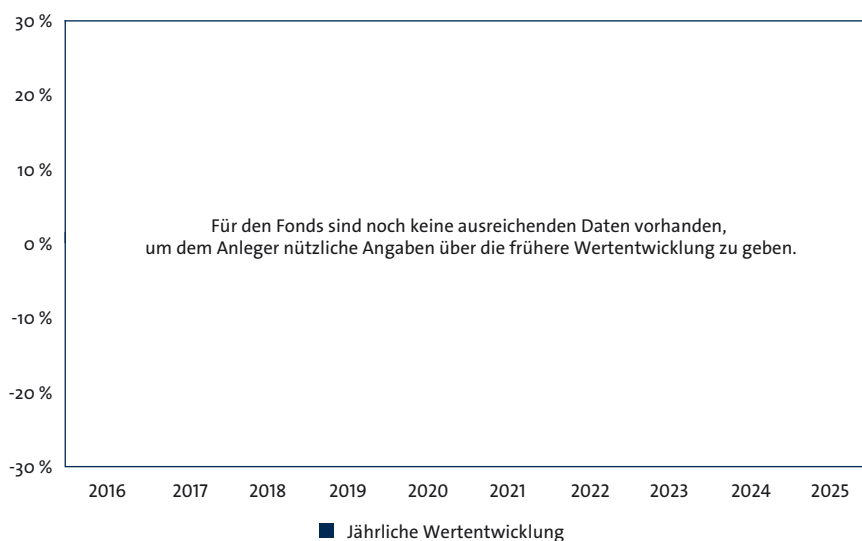 30 %
20 %
10 %
0 %
-10 %
-20 %
-30 %
Für den Fonds sind noch keine ausreichenden Daten vorhanden,
um dem Anleger nützliche Angaben über die frühere Wertentwicklung zu geben.
2016 2017 2018 2019 2020 2021 2022 2023 2024 2025
Jährliche Wertentwicklung